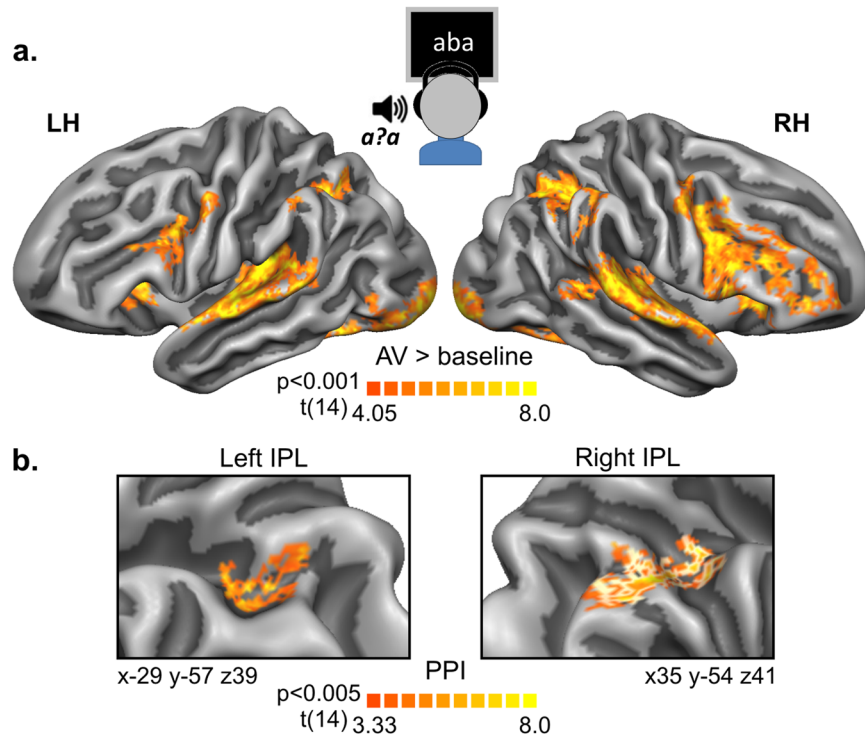 a.
aba
a?a
LH
RH
AV > baseline
p<0.001
t(14)
4.05
8.0
b.
Left IPL
Right IPL
x-29 y-57 z39
PPI
x35 y-54 z41
p<0.005
t(14)
3.33
8.0